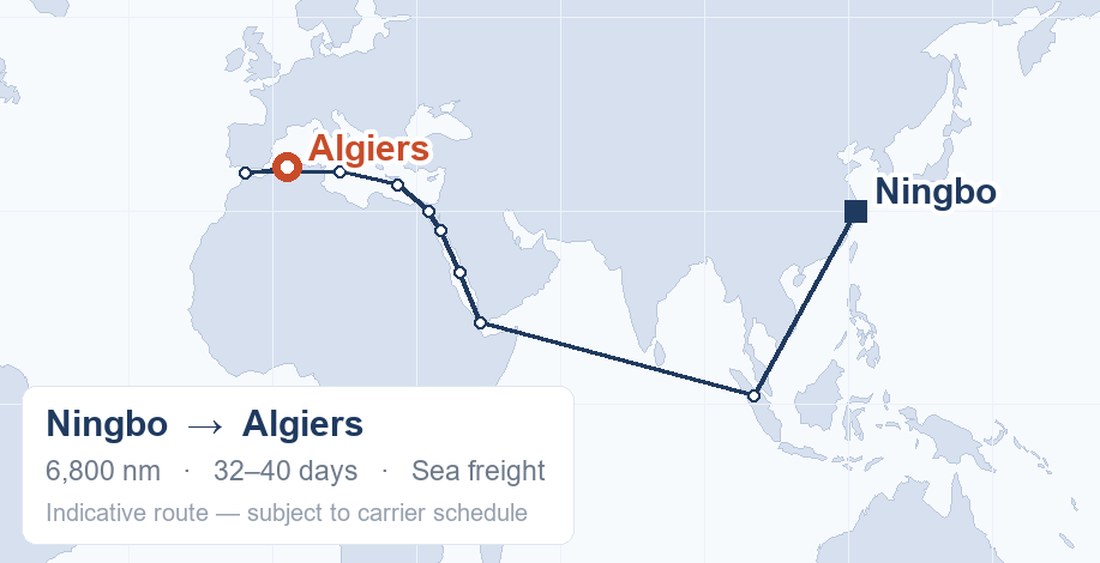 Algiers
Ningbo
Ningbo → Algiers
6,800 nm · 32–40 days · Sea freight
Indicative route — subject to carrier schedule